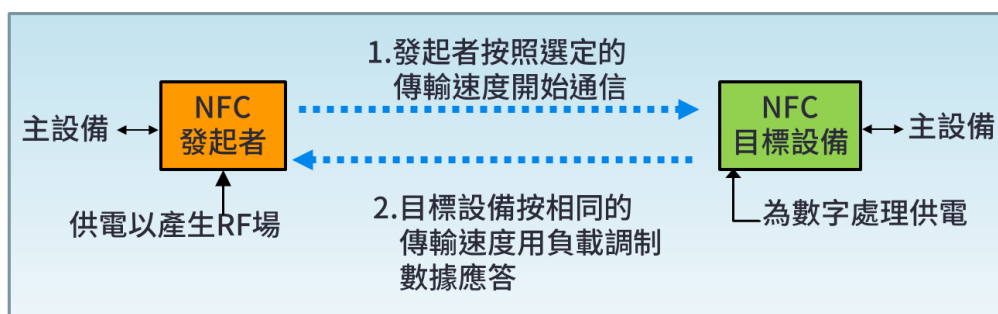 1.發起者按照選定的
傳輸速度開始通信
主設備
NFC
發起者
NFC
目標設備
主設備
供電以產生RF場
2.目標設備按相同的
傳輸速度用負載調制
數據應答
為數字處理供電